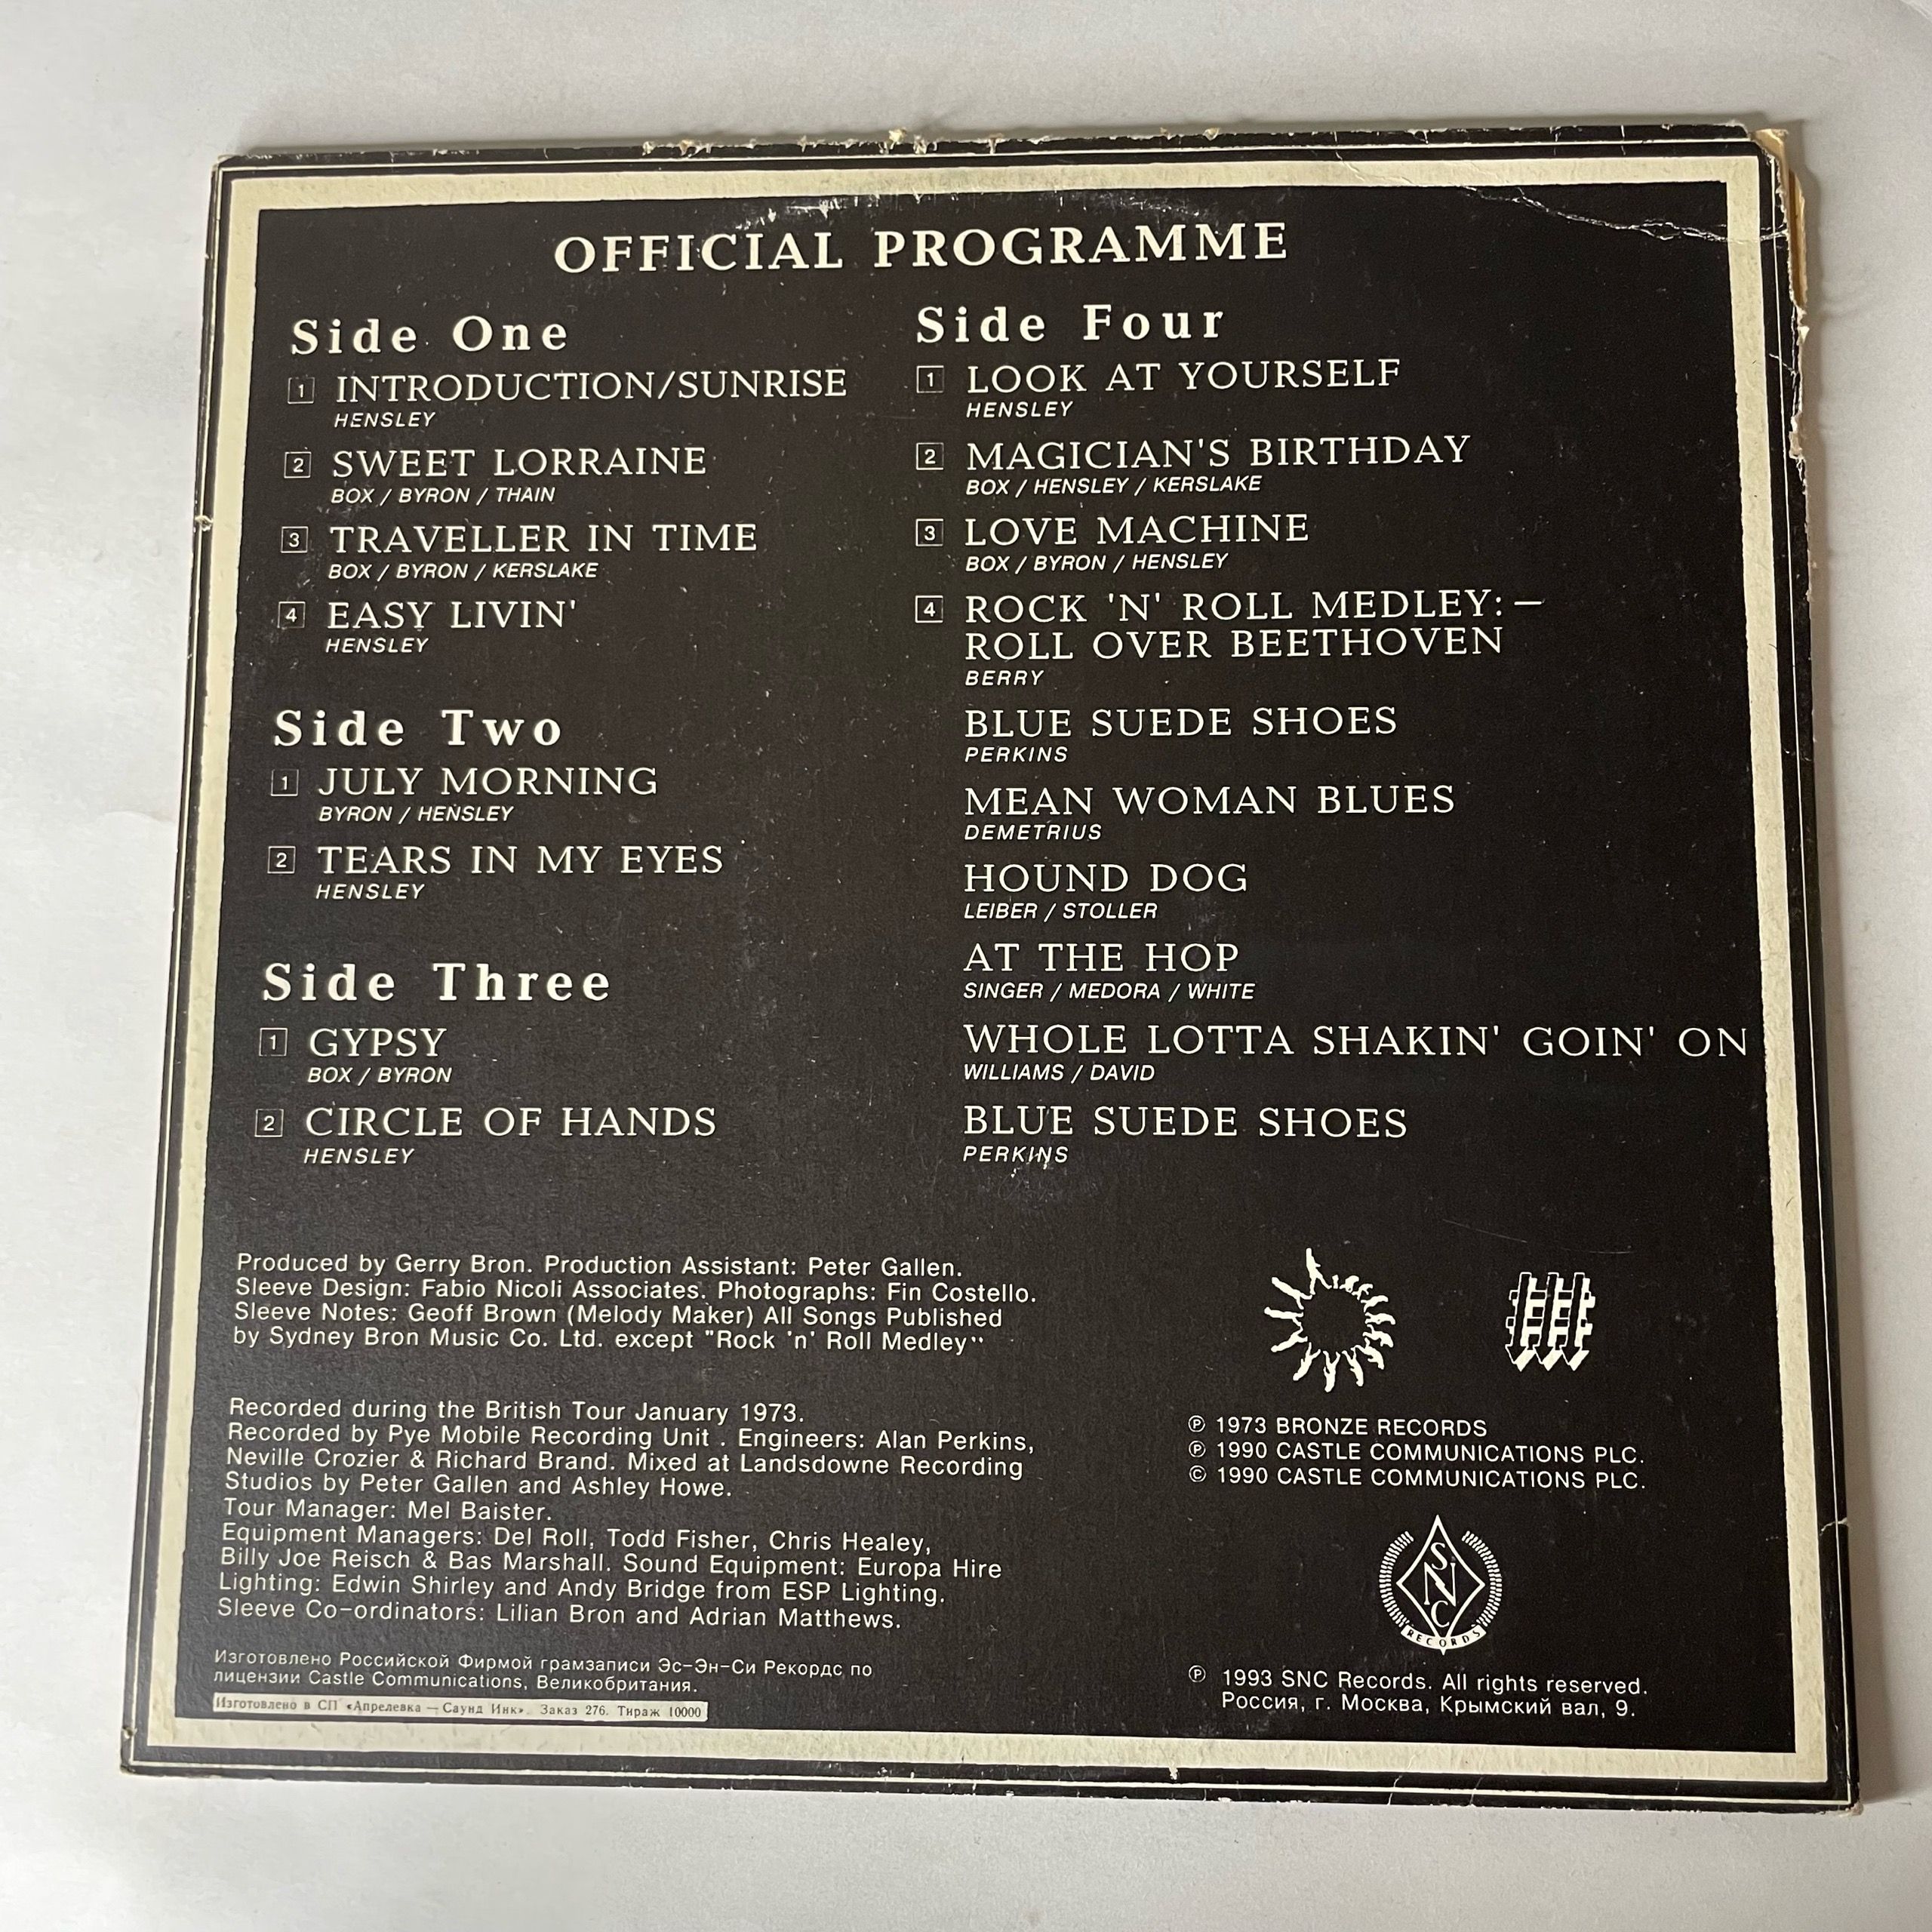 OFFICIAL PROGRAMME
Side One
1 INTRODUCTION/SUNRISE
HENSLEY
2 SWEET LORRAINE
BOX / BYRON / THAIN
3 TRAVELLER IN TIME
BOX / BYRON / KERSLAKE
4 EASY LIVIN'
HENSLEY
Side Two
1 JULY MORNING
BYRON / HENSLEY
2 TEARS IN MY EYES
HENSLEY
Side Three
1 GYPSY
BOX / BYRON
2 CIRCLE OF HANDS
HENSLEY
Side Four
1 LOOK AT YOURSELF
HENSLEY
2 MAGICIAN'S BIRTHDAY
BOX / HENSLEY / KERSLAKE
3 LOVE MACHINE
BOX / BYRON / HENSLEY
4 ROCK 'N' ROLL MEDLEY: –
ROLL OVER BEETHOVEN
BERRY
BLUE SUEDE SHOES
PERKINS
MEAN WOMAN BLUES
DEMETRIUS
HOUND DOG
LEIBER / STOLLER
AT THE HOP
SINGER / MEDORA / WHITE
WHOLE LOTTA SHAKIN' GOIN' ON
WILLIAMS / DAVID
BLUE SUEDE SHOES
PERKINS
Produced by Gerry Bron. Production Assistant: Peter Gallen.
Sleeve Design: Fabio Nicoli Associates. Photographs: Fin Costello.
Sleeve Notes: Geoff Brown (Melody Maker) All Songs Published
by Sydney Bron Music Co. Ltd. except "Rock 'n' Roll Medley"
Recorded during the British Tour January 1973.
Recorded by Pye Mobile Recording Unit . Engineers: Alan Perkins,
Neville Crozier & Richard Brand. Mixed at Landsdowne Recording
Studios by Peter Gallen and Ashley Howe.
Tour Manager: Mel Baister.
Equipment Managers: Del Roll, Todd Fisher, Chris Healey,
Billy Joe Reisch & Bas Marshall. Sound Equipment: Europa Hire
Lighting: Edwin Shirley and Andy Bridge from ESP Lighting.
Sleeve Co-ordinators: Lilian Bron and Adrian Matthews.
Изготовлено Российской Фирмой грамзаписи Эс-Эн-Си Рекордс по
лицензии Castle Communications, Великобритания.
Изготовлено в СП «Апрелевка — Саунд Инк». Заказ 276. Тираж 10000
℗ 1973 BRONZE RECORDS
℗ 1990 CASTLE COMMUNICATIONS PLC.
© 1990 CASTLE COMMUNICATIONS PLC.
SNC
RECORDS
℗ 1993 SNC Records. All rights reserved.
Россия, г. Москва, Крымский вал, 9.